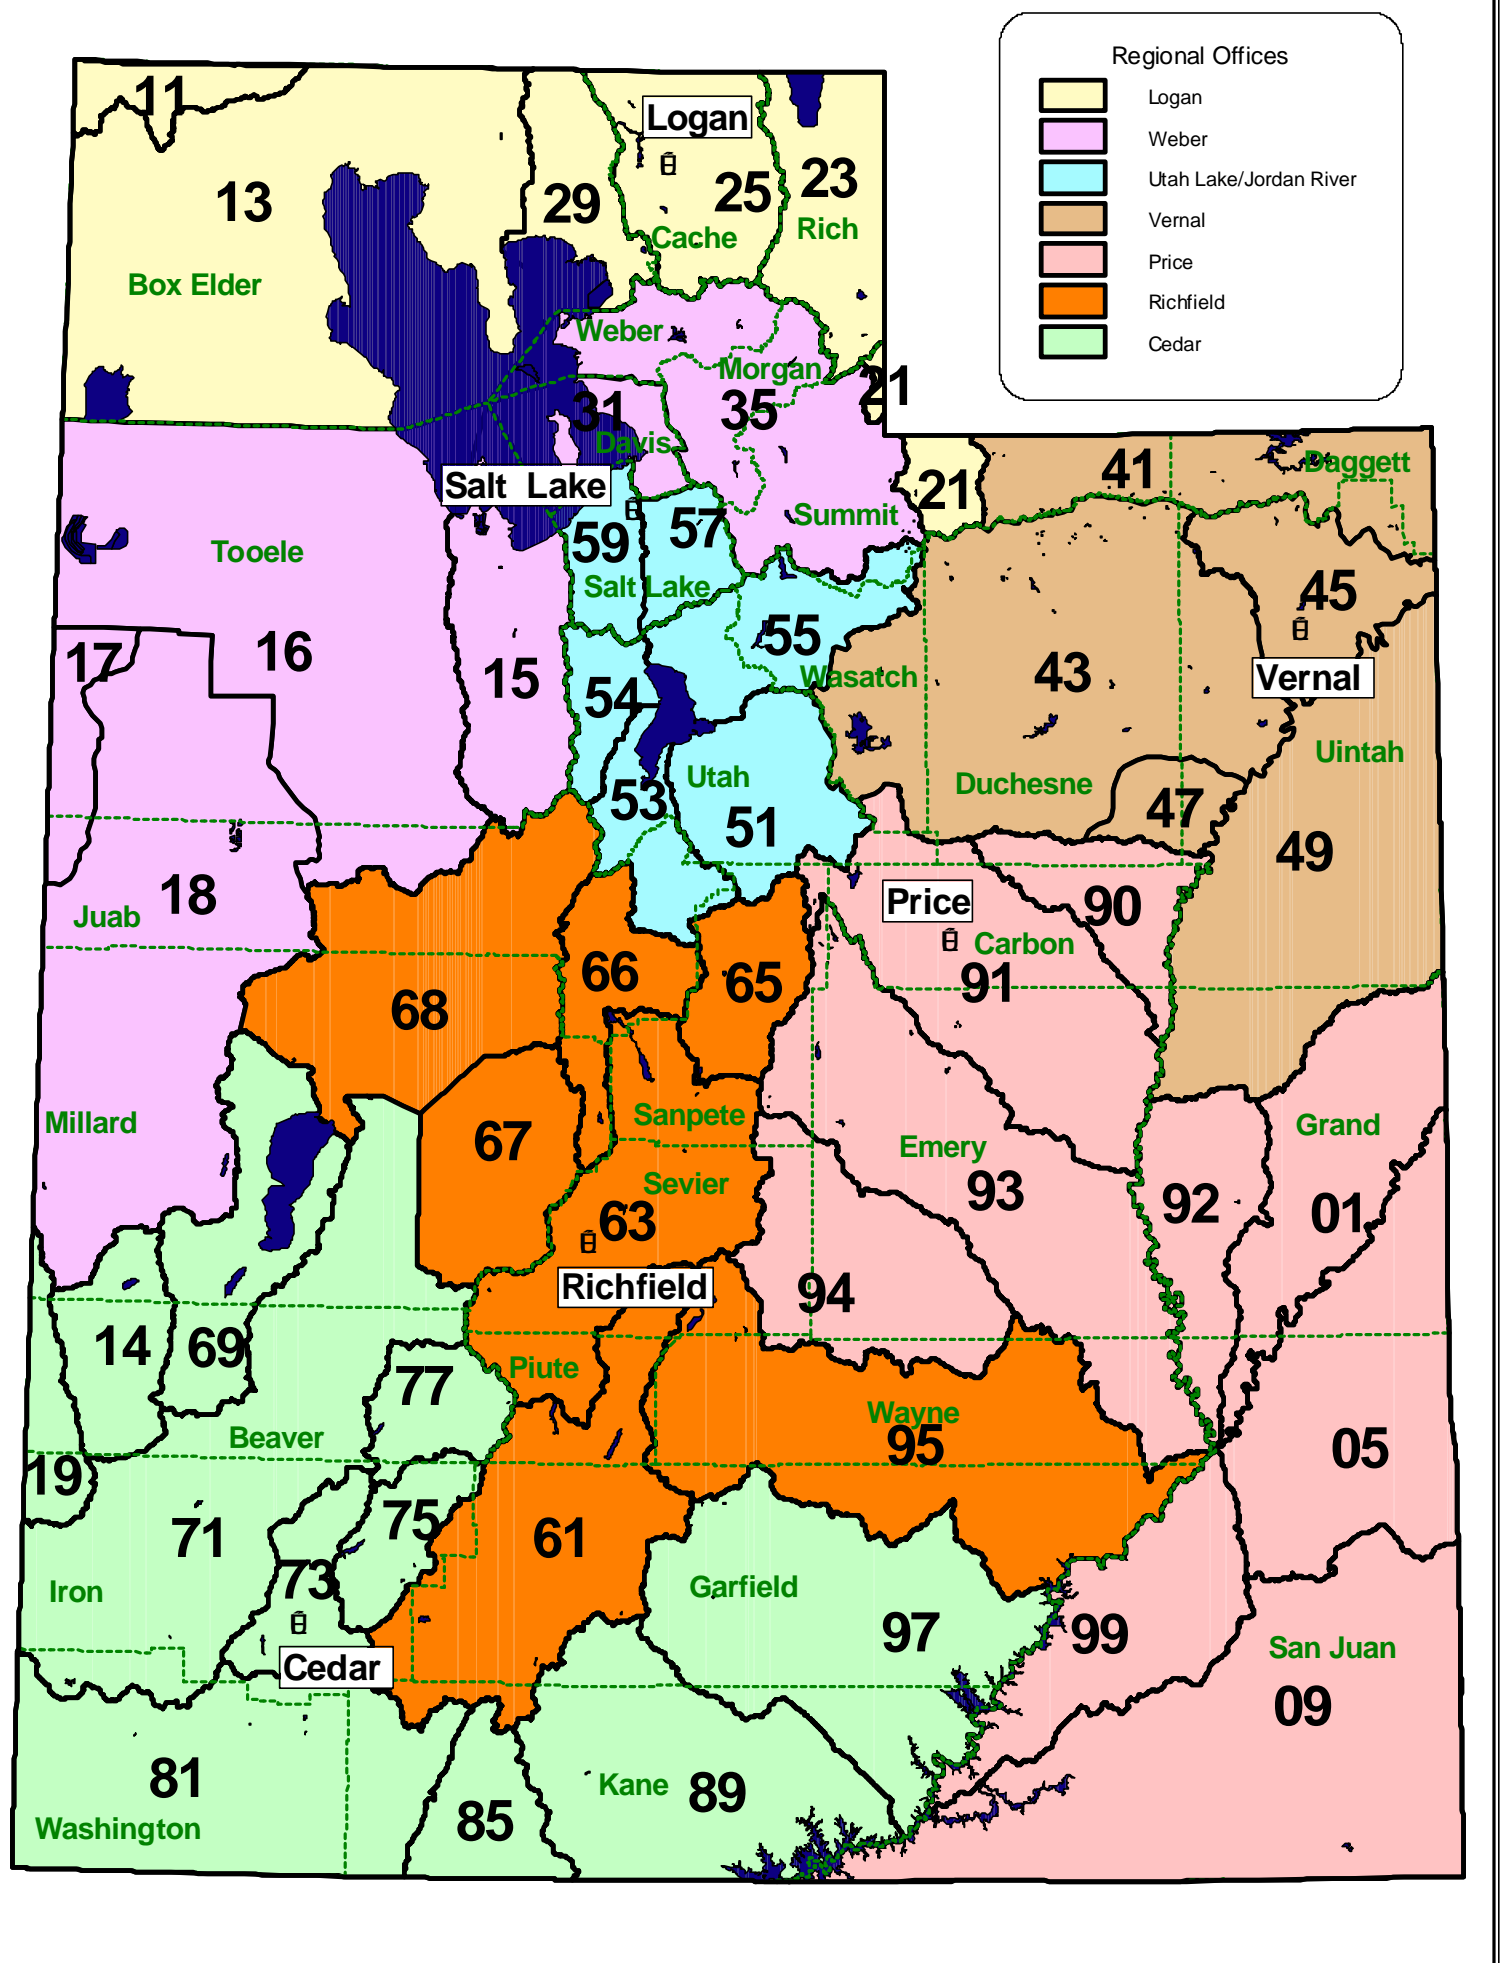 Regional Offices
Logan
Weber
Utah Lake/Jordan River
Vernal
Price
Richfield
Cedar
11
Logan
13
29
25
23
Cache
Rich
Box Elder
Weber
Morgan
21
31
35
Davis
Salt Lake
41
Daggett
21
Summit
57
59
Tooele
Salt Lake
45
55
17
16
15
43
Vernal
Wasatch
54
Uintah
Utah
Duchesne
53
47
51
49
18
Price
90
Juab
Carbon
66
65
91
68
Millard
Sanpete
Grand
67
Emery
Sevier
93
92
63
01
Richfield
94
14
69
Piute
77
Wayne
Beaver
95
05
19
75
71
61
73
Iron
Garfield
97
99
San Juan
Cedar
09
81
Kane
89
85
Washington